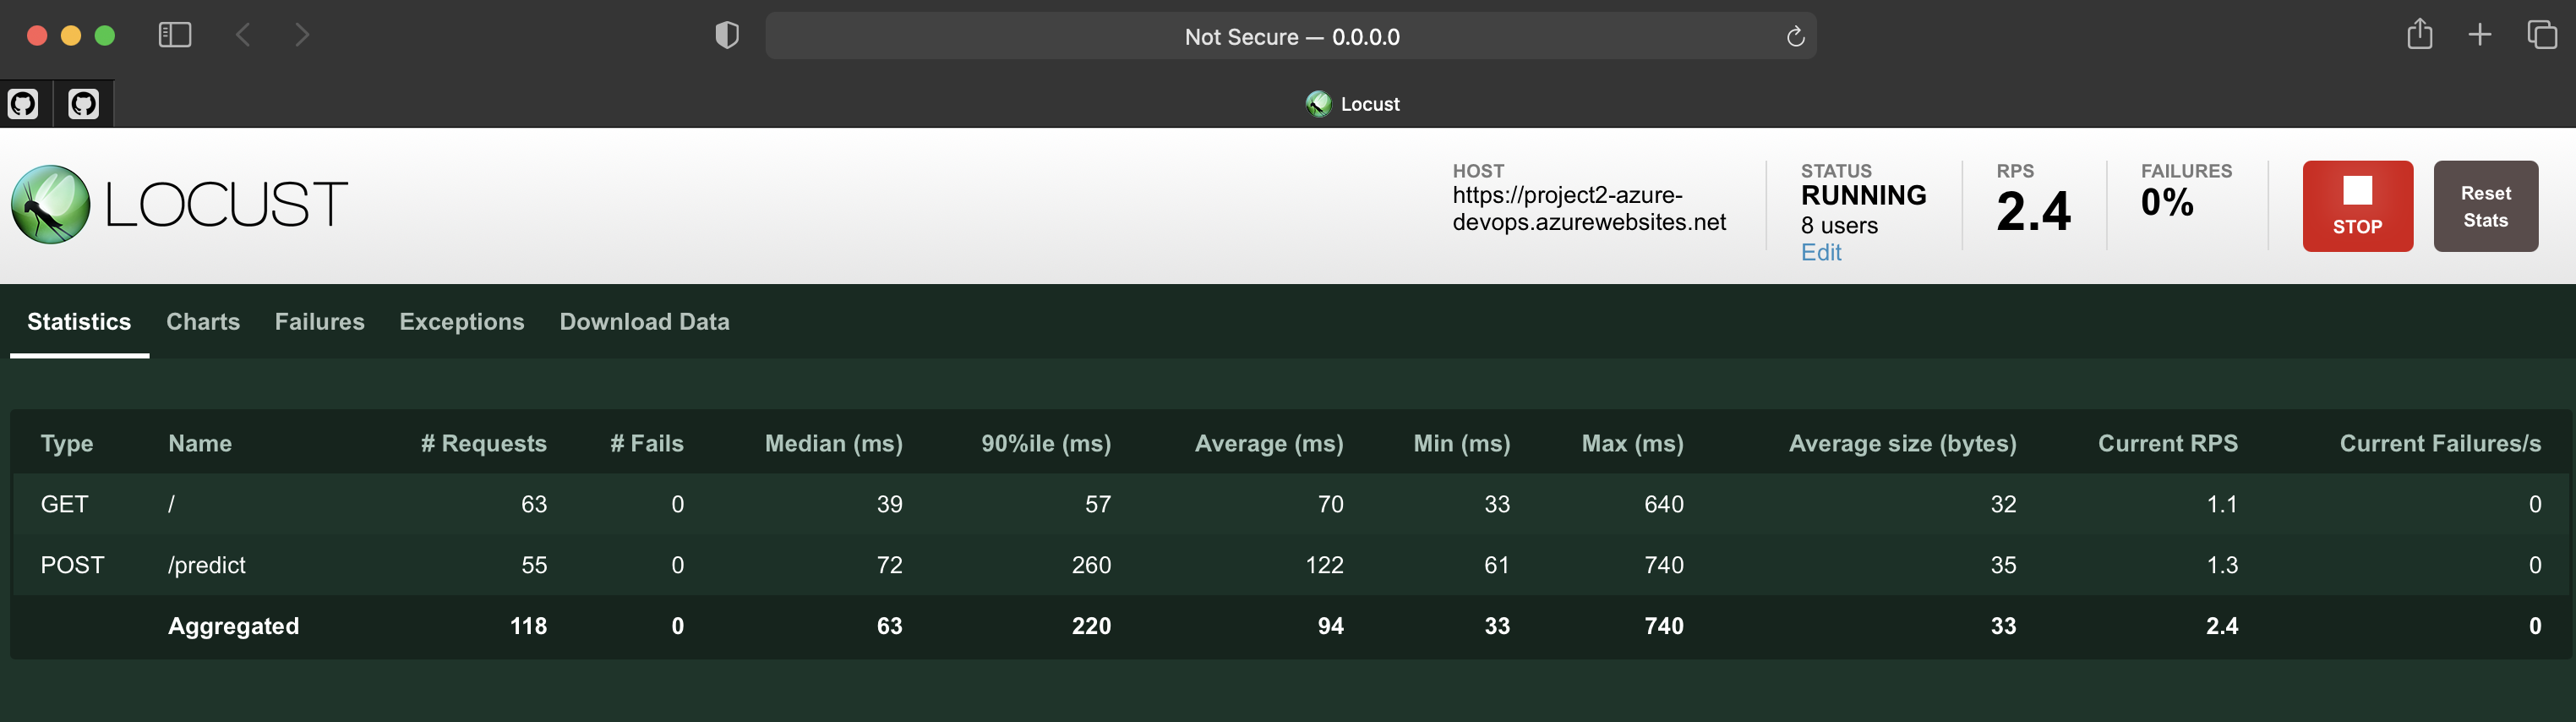 Not Secure — 0.0.0.0
Locust
LOCUST
HOST
https://project2-azure-
devops.azurewebsites.net
STATUS
RUNNING
8 users
Edit
RPS
2.4
FAILURES
0%
STOP
Reset
Stats
Statistics Charts Failures Exceptions Download Data
Type Name # Requests # Fails Median (ms) 90%ile (ms) Average (ms) Min (ms) Max (ms) Average size (bytes) Current RPS Current Failures/s
GET / 63 0 39 57 70 33 640 32 1.1 0
POST /predict 55 0 72 260 122 61 740 35 1.3 0
Aggregated 118 0 63 220 94 33 740 33 2.4 0